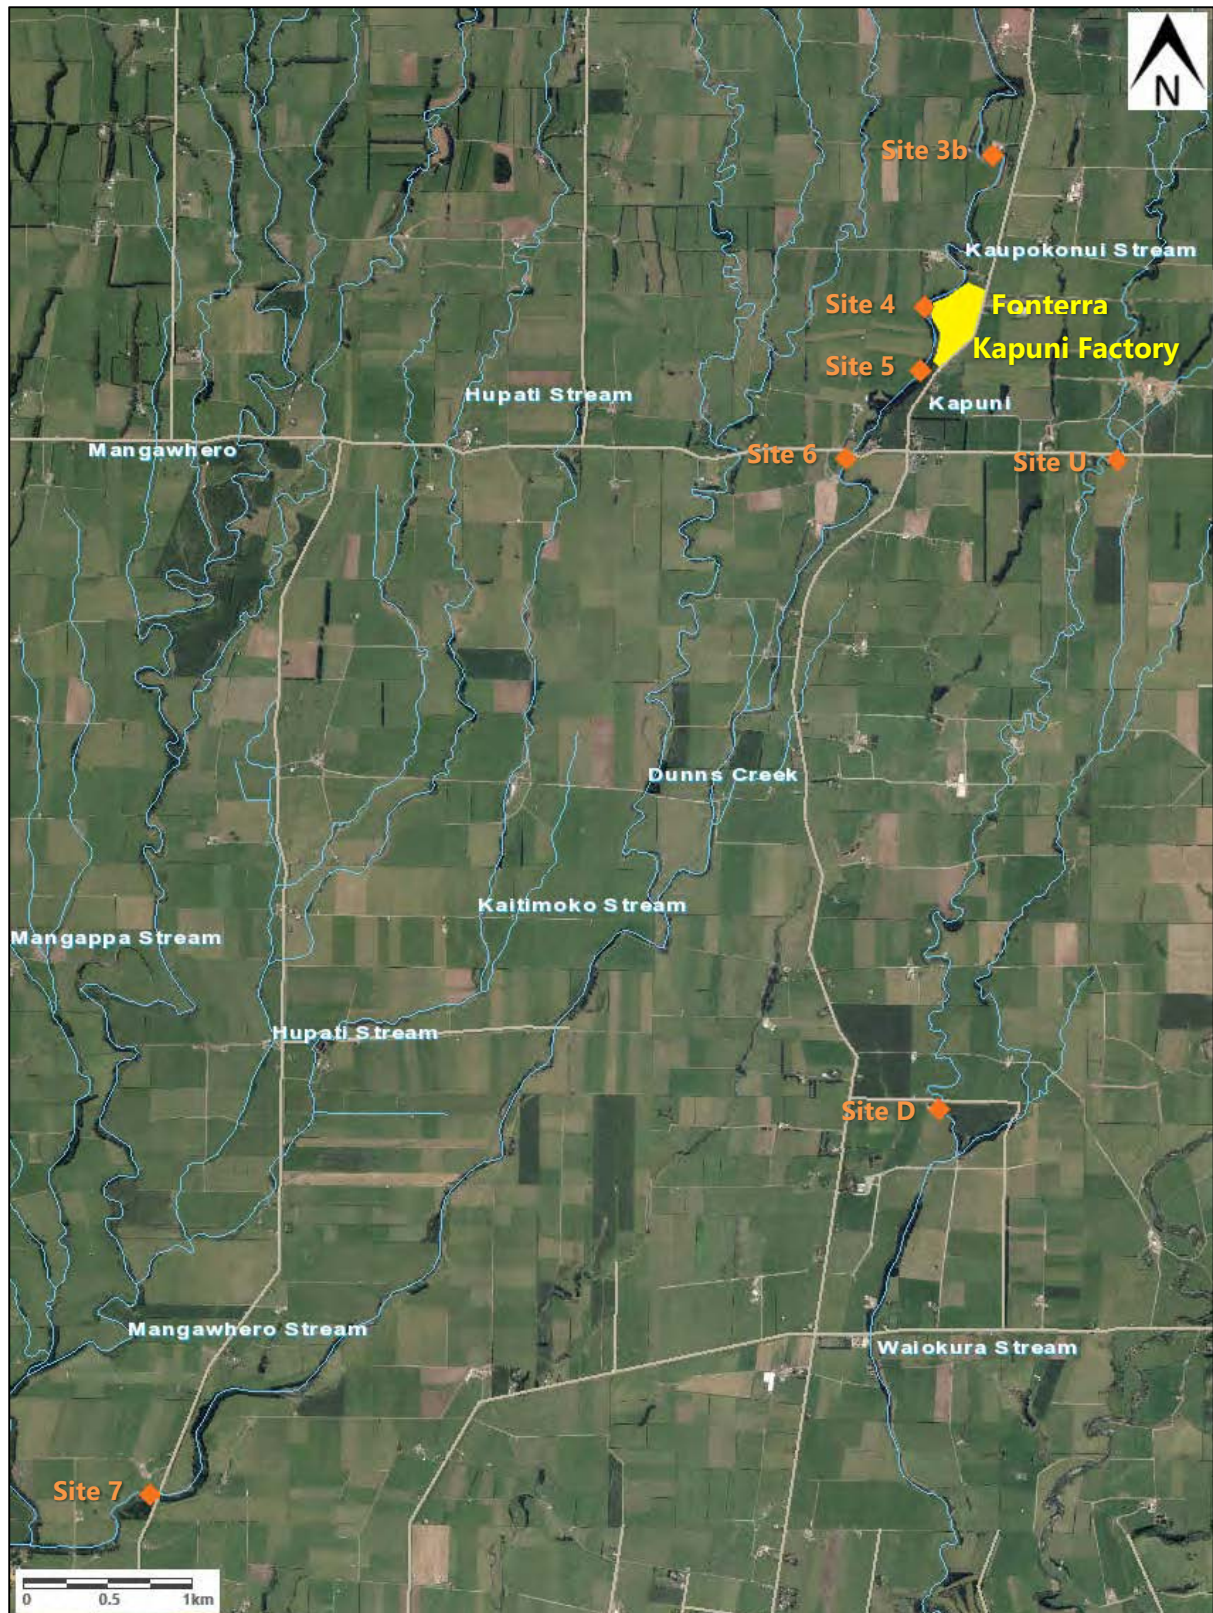 N
Site 3b
Kaupokonui Stream
Site 4
Fonterra
Kapuni Factory
Site 5
Hupati Stream
Kapuni
Mangawhero
Site 6
Site U
Dunns Creek
Kaitimoko Stream
Mangappa Stream
Hupati Stream
Site D
Mangawhero Stream
Waiokura Stream
Site 7
0 0.5 1km